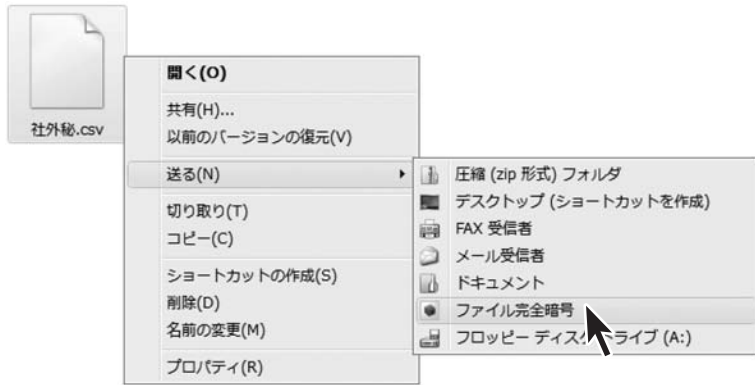 社外秘.csv
開く(O)
共有(H)...
以前のバージョンの復元(V)
送る(N)
切り取り(T)
コピー(C)
ショートカットの作成(S)
削除(D)
名前の変更(M)
プロパティ(R)
圧縮 (zip 形式) フォルダ
デスクトップ (ショートカットを作成)
FAX 受信者
メール受信者
ドキュメント
ファイル完全暗号
フロッピー ディスク ドライブ (A:)